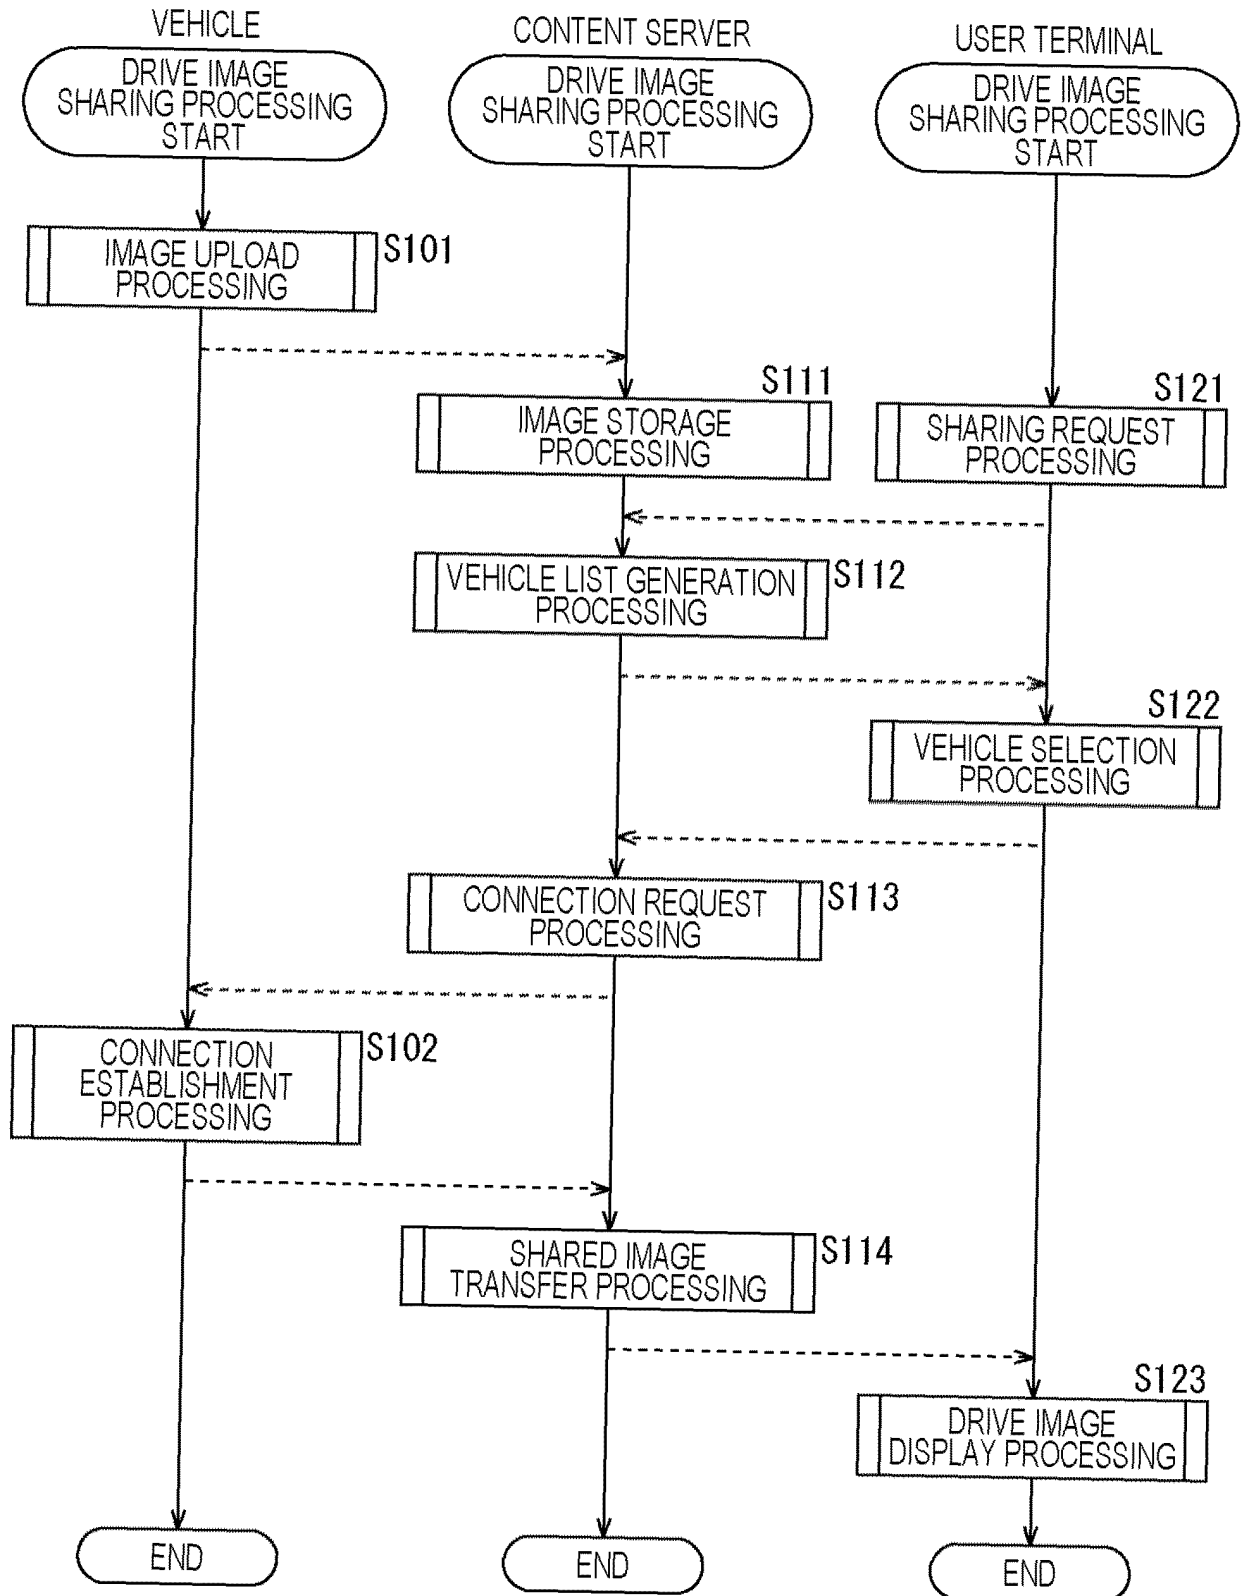 VEHICLE
CONTENT SERVER
USER TERMINAL
DRIVE IMAGE
SHARING PROCESSING
START
DRIVE IMAGE
SHARING PROCESSING
START
DRIVE IMAGE
SHARING PROCESSING
START
IMAGE UPLOAD
PROCESSING
S101
S111
IMAGE STORAGE
PROCESSING
S121
SHARING REQUEST
PROCESSING
VEHICLE LIST GENERATION
PROCESSING
S112
S122
VEHICLE SELECTION
PROCESSING
CONNECTION REQUEST
PROCESSING
S113
CONNECTION
ESTABLISHMENT
PROCESSING
S102
SHARED IMAGE
TRANSFER PROCESSING
S114
S123
DRIVE IMAGE
DISPLAY PROCESSING
END
END
END